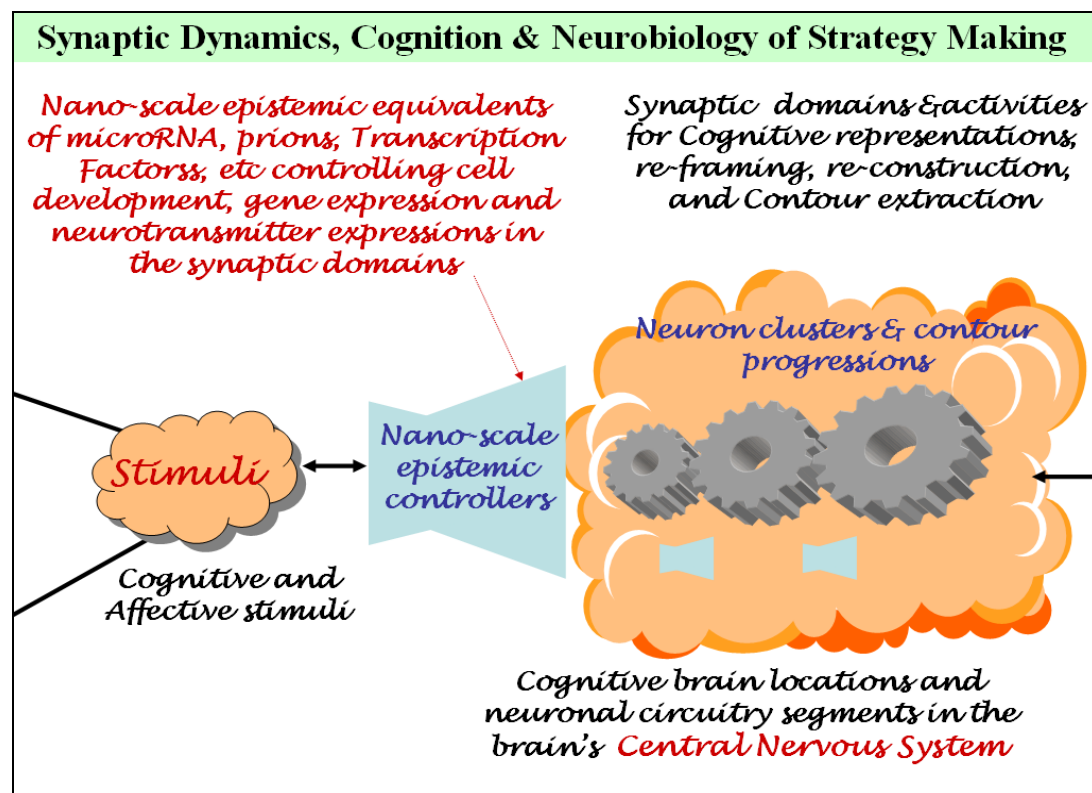 Synaptic Dynamics, Cognition & Neurobiology of Strategy Making
Nano-scale epistemic equivalents
of microRNA, prions, Transcription
Factorss, etc controlling cell
development, gene expression and
neurotransmitter expressions in
the synaptic domains
Synaptic domains &activities
for Cognitive representations,
re-framing, re-construction,
and Contour extraction
Neuron clusters & contour
progressions
Stimuli
Nano-scale
epistemic
controllers
Cognitive and
Affective stimuli
Cognitive brain locations and
neuronal circuitry segments in the
brain's Central Nervous System